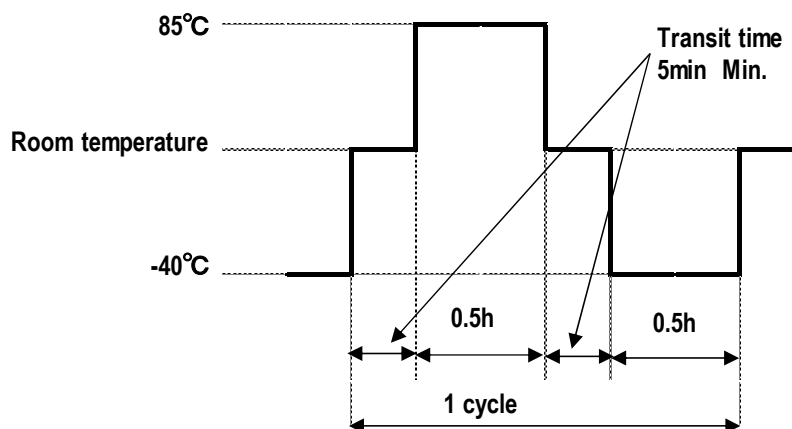 85℃
Transit time
5min Min.
Room temperature
-40℃
0.5h
0.5h
1 cycle